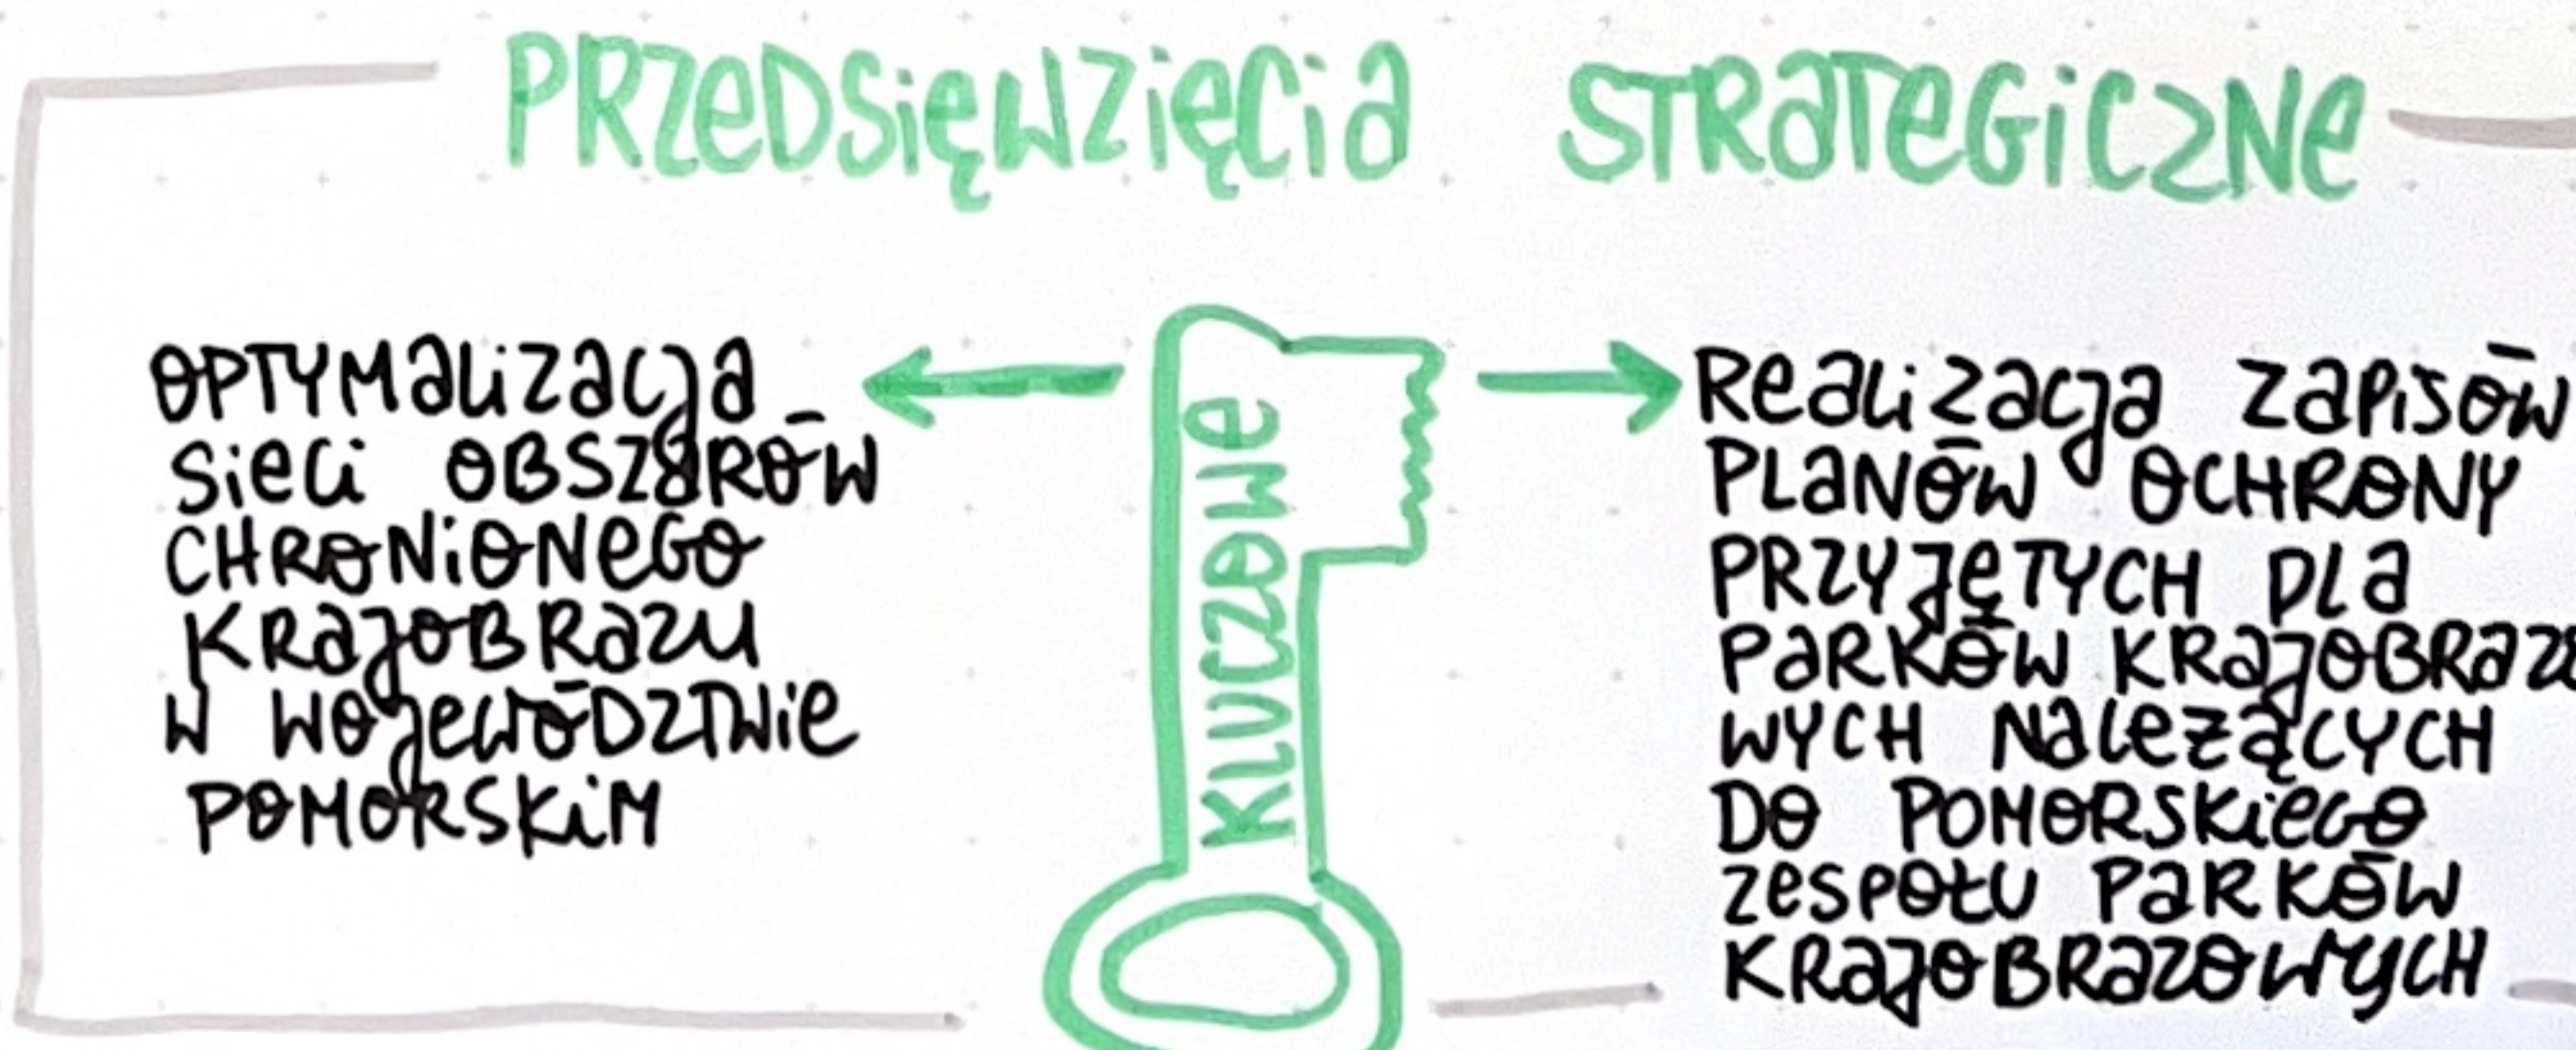 PRZeDSięWZięCia STRaTeGiCZNe
OPTYMaLiZacja
Sieci OBSZaRÓW
CHRONiONeGO
KRajOBRaZU
W WOjeWÓDZTWie
POMORSKiM
KLUCZOWe
ReaLiZacja ZaPiSÓW
PLaNÓW OCHRONY
PRZYjęTYCH DLa
PaRKÓW KRajOBRaZO
WYCH NaLeŻąCYCH
DO POMORSKieGO
ZeSPOŁU PaRKÓW
KRajOBRaZOWYCH